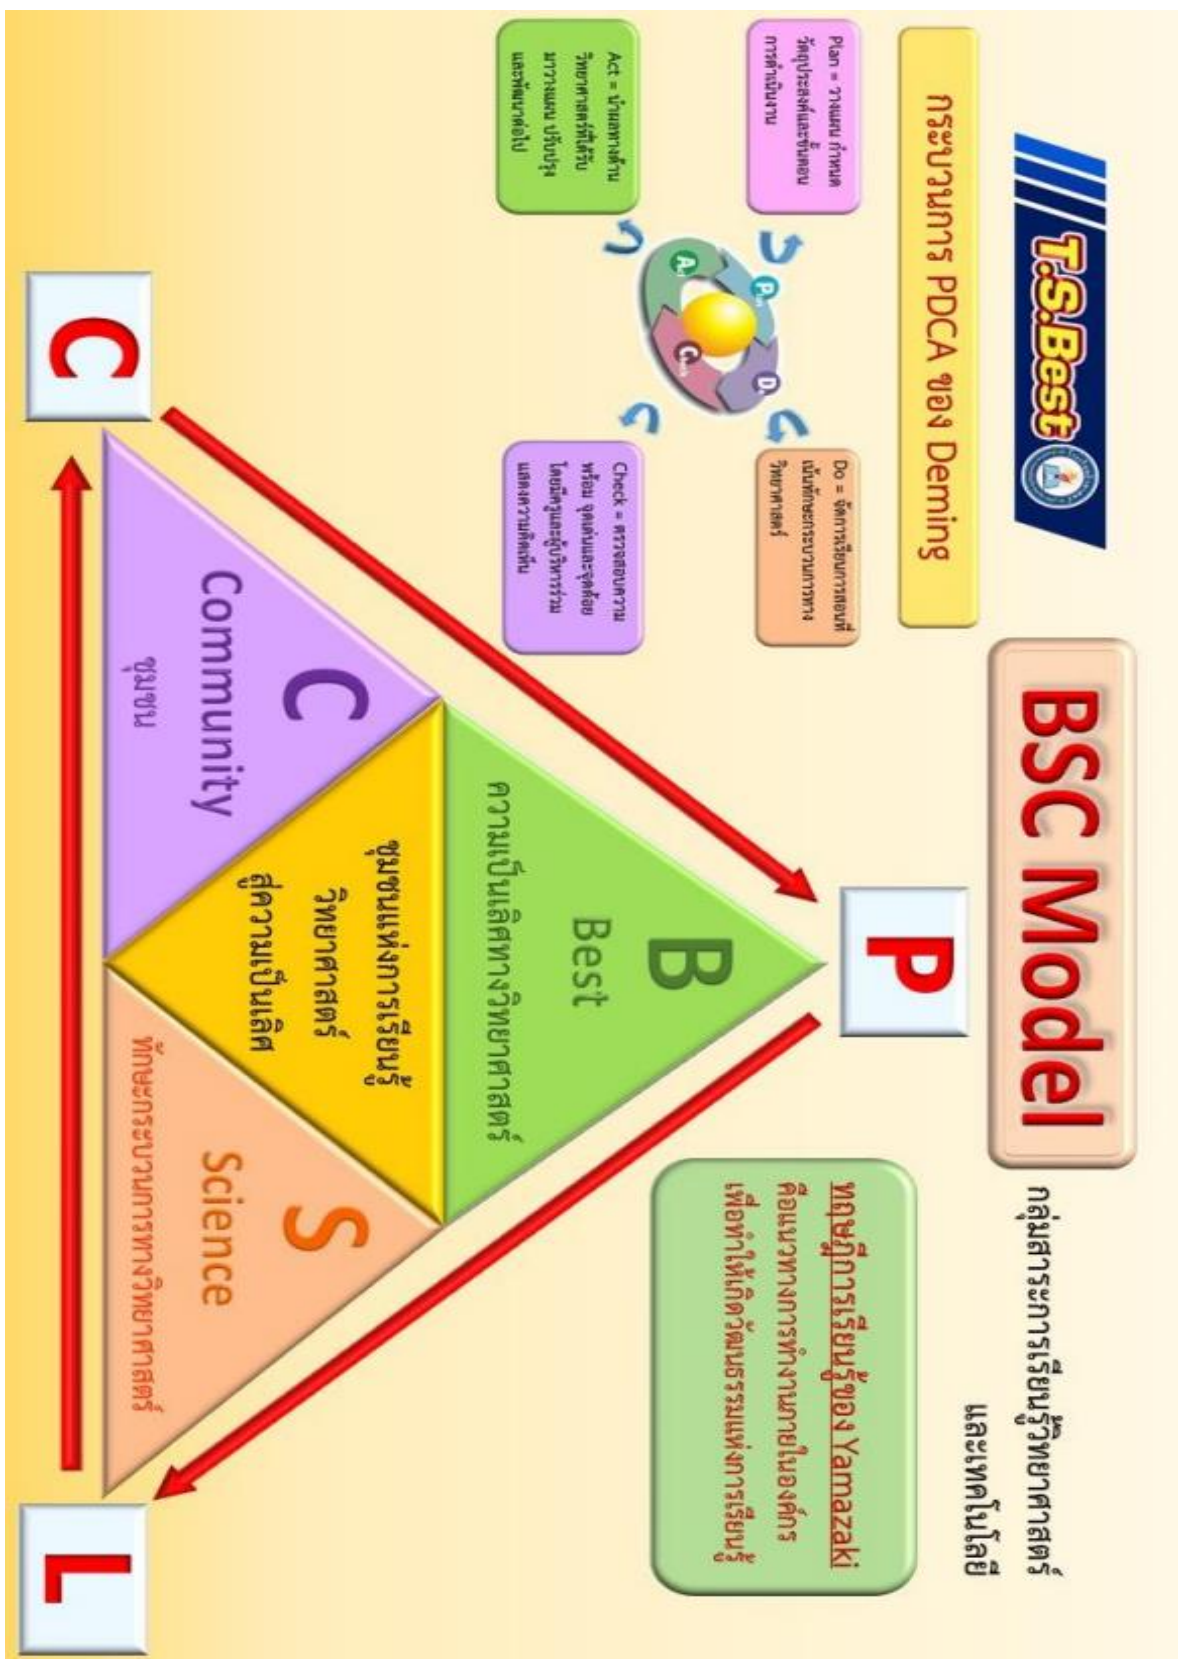 T.S.Best
BSC Model
กลุ่มสาระการเรียนรู้วิทยาศาสตร์
และเทคโนโลยี
กระบวนการ PDCA ของ Deming
Plan = วางแผน กำหนด
วัตถุประสงค์และขั้นตอน
การดำเนินงาน
Do = จัดการเรียนการสอนที่
เน้นทักษะกระบวนการทาง
วิทยาศาสตร์
Act = นำผลทางด้าน
วิทยาศาสตร์ที่ได้รับ
มาวางแผน ปรับปรุง
และพัฒนาต่อไป
Check = ตรวจสอบความ
พร้อม จุดเด่นและจุดด้อย
โดยมีครูและผู้บริหารร่วม
แสดงความคิดเห็น
Plan
D
Act
Check
P
ทฤษฎีการเรียนรู้ของ Yamazaki
คือแนวทางการทำงานภายในองค์กร
เพื่อทำให้เกิดวัฒนธรรมแห่งการเรียนรู้
B
Best
ความเป็นเลิศทางวิทยาศาสตร์
ชุมชนแห่งการเรียนรู้
วิทยาศาสตร์
สู่ความเป็นเลิศ
C
Community
ชุมชน
S
Science
ทักษะกระบวนการทางวิทยาศาสตร์
C
L